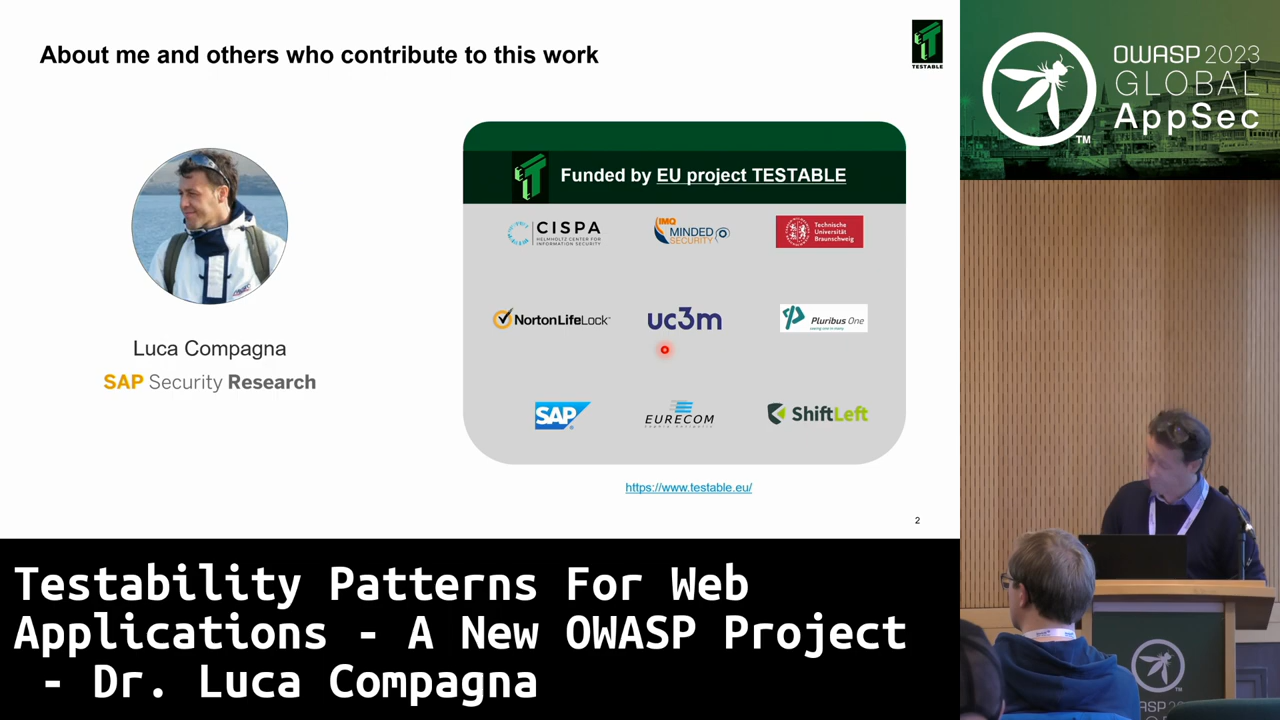 About me and others who contribute to this work
TESTABLE
Funded by EU project TESTABLE
CISPA
HELMHOLTZ CENTER FOR
INFORMATION SECURITY
IMQ
MINDED
SECURITY
Technische
Universität
Braunschweig
NortonLifeLock
uc3m
Pluribus One
SAP
EURECOM
ShiftLeft
Luca Compagna
SAP Security Research
https://www.testable.eu/
2
OWASP 2023
GLOBAL
AppSec
TM
Testability Patterns For Web
Applications - A New OWASP Project
- Dr. Luca Compagna